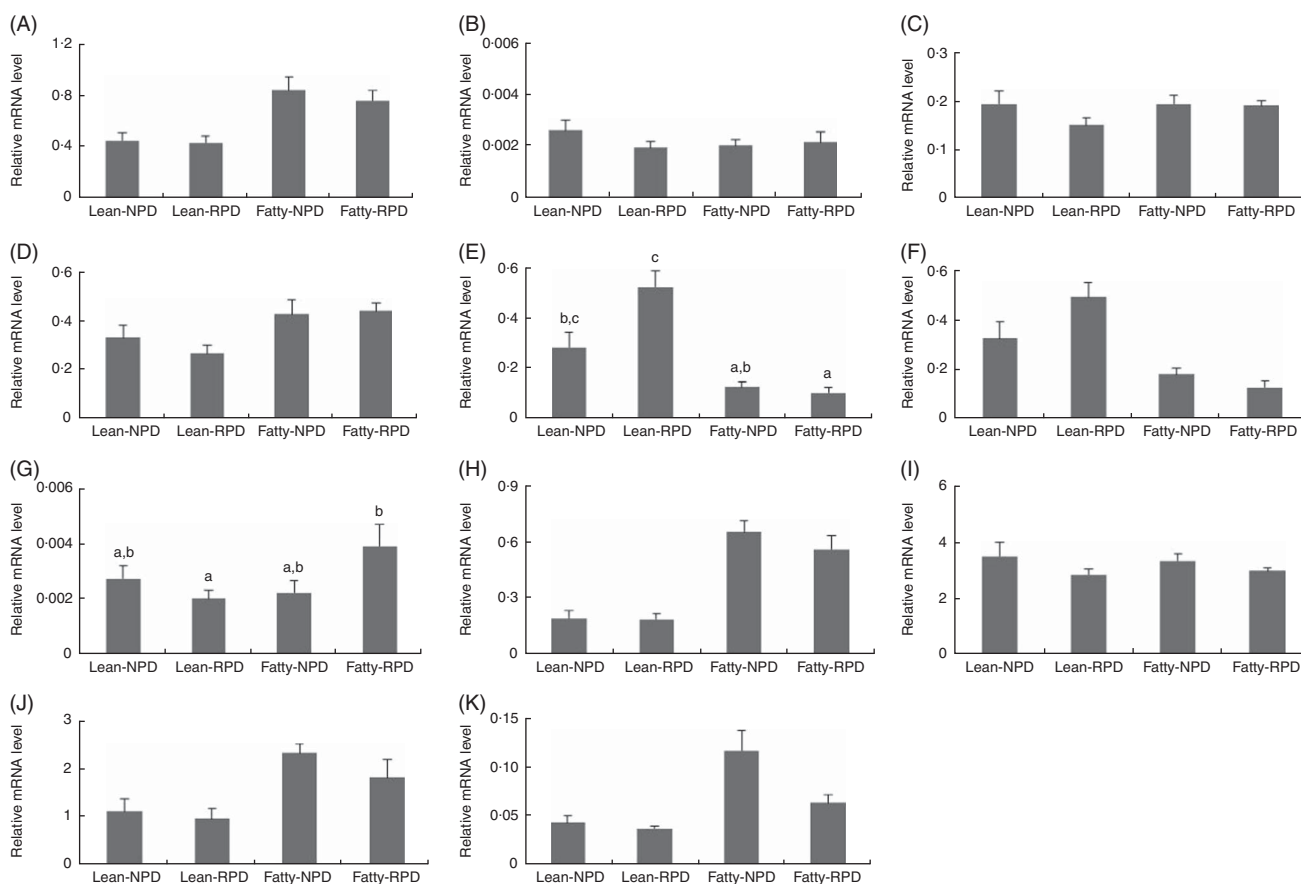 (A)
Relative mRNA level
1·2
0·8
0·4
0
Lean-NPD Lean-RPD Fatty-NPD Fatty-RPD
(B)
Relative mRNA level
0·006
0·004
0·002
0
Lean-NPD Lean-RPD Fatty-NPD Fatty-RPD
(C)
Relative mRNA level
0·3
0·2
0·1
0
Lean-NPD Lean-RPD Fatty-NPD Fatty-RPD
(D)
Relative mRNA level
0·6
0·4
0·2
0
Lean-NPD Lean-RPD Fatty-NPD Fatty-RPD
(E)
Relative mRNA level
0·6
0·4
0·2
0
b,c
c
a,b
a
Lean-NPD Lean-RPD Fatty-NPD Fatty-RPD
(F)
Relative mRNA level
0·6
0·4
0·2
0
Lean-NPD Lean-RPD Fatty-NPD Fatty-RPD
(G)
Relative mRNA level
0·006
0·004
0·002
0
a,b
a
a,b
b
Lean-NPD Lean-RPD Fatty-NPD Fatty-RPD
(H)
Relative mRNA level
0·9
0·6
0·3
0
Lean-NPD Lean-RPD Fatty-NPD Fatty-RPD
(I)
Relative mRNA level
6
4
2
0
Lean-NPD Lean-RPD Fatty-NPD Fatty-RPD
(J)
Relative mRNA level
3
2
1
0
Lean-NPD Lean-RPD Fatty-NPD Fatty-RPD
(K)
Relative mRNA level
0·15
0·10
0·05
0
Lean-NPD Lean-RPD Fatty-NPD Fatty-RPD